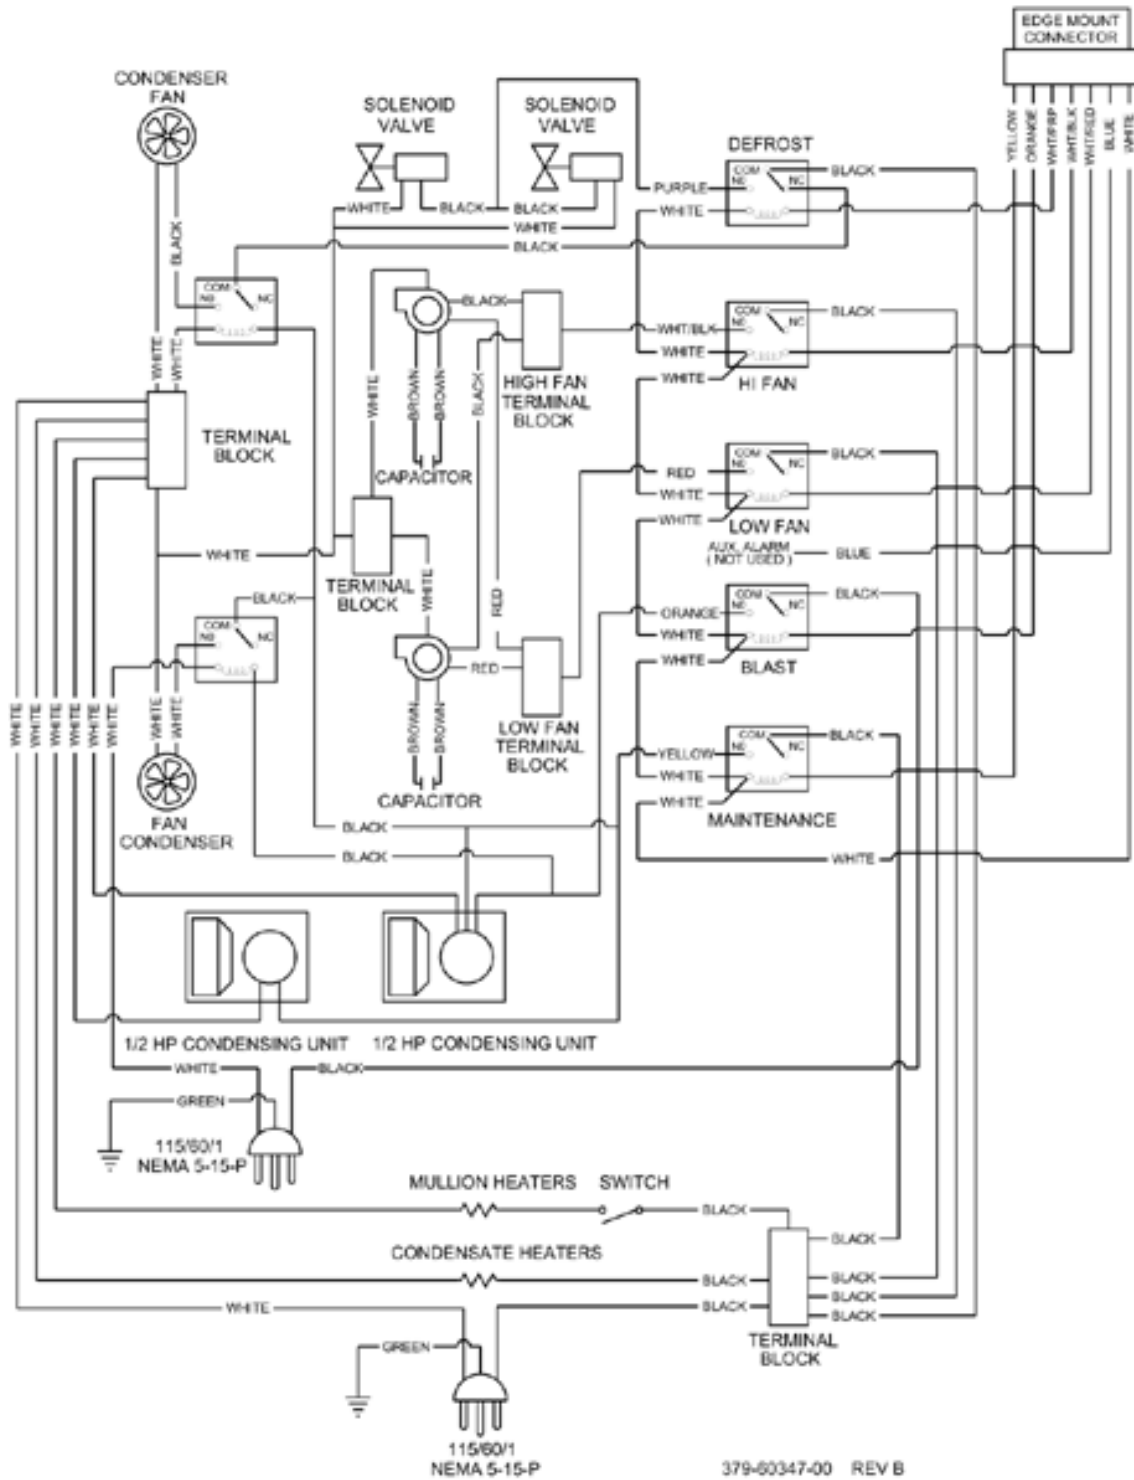 EDGE MOUNT
CONNECTOR
YELLOW
ORANGE
WHT/PRP
WHT/BLK
WHT/RED
BLUE
WHITE
CONDENSER
FAN
SOLENOID
VALVE
SOLENOID
VALVE
DEFROST
COM
NO
NC
BLACK
PURPLE
WHITE
WHITE
BLACK
BLACK
WHITE
BLACK
BLACK
COM
NO
NC
WHITE
WHITE
TERMINAL
BLOCK
BLACK
HIGH FAN
TERMINAL
BLOCK
WHITE
BROWN
BROWN
BLACK
CAPACITOR
COM
NO
NC
BLACK
WHT/BLK
WHITE
WHITE
HI FAN
COM
NO
NC
BLACK
RED
WHITE
WHITE
LOW FAN
AUX. ALARM
( NOT USED )
BLUE
WHITE
TERMINAL
BLOCK
WHITE
RED
BLACK
COM
NO
NC
COM
NO
NC
BLACK
ORANGE
WHITE
WHITE
BLAST
RED
LOW FAN
TERMINAL
BLOCK
BROWN
BROWN
CAPACITOR
WHITE
WHITE
WHITE
WHITE
WHITE
WHITE
WHITE
WHITE
FAN
CONDENSER
COM
NO
NC
BLACK
YELLOW
WHITE
WHITE
MAINTENANCE
BLACK
BLACK
WHITE
1/2 HP CONDENSING UNIT
1/2 HP CONDENSING UNIT
WHITE
BLACK
GREEN
115/60/1
NEMA 5-15-P
MULLION HEATERS
SWITCH
BLACK
BLACK
CONDENSATE HEATERS
BLACK
BLACK
BLACK
BLACK
BLACK
WHITE
TERMINAL
BLOCK
GREEN
115/60/1
NEMA 5-15-P
379-60347-00 REV B